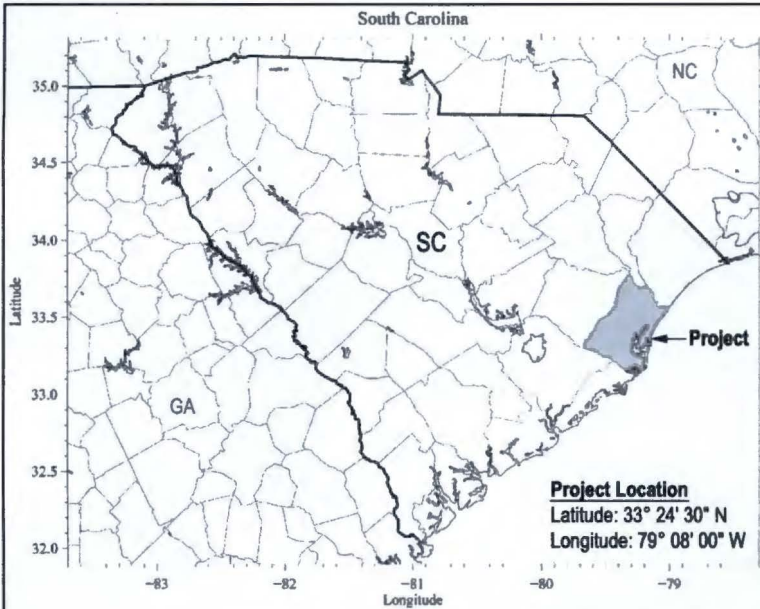 South Carolina
NC
35.0
34.5
34.0
SC
Latitude
33.5
Project
33.0
GA
32.5
Project Location
Latitude: 33° 24' 30" N
32.0
Longitude: 79° 08' 00" W
−83
−82
−81
−80
−79
Longitude